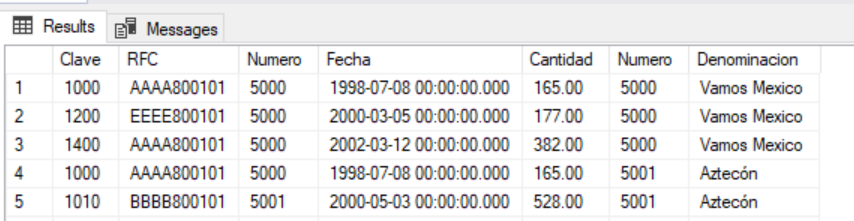 Results Messages
Clave RFC Numero Fecha Cantidad Numero Denominacion
1 1000 AAAA800101 5000 1998-07-08 00:00:00.000 165.00 5000 Vamos Mexico
2 1200 EEEE800101 5000 2000-03-05 00:00:00.000 177.00 5000 Vamos Mexico
3 1400 AAAA800101 5000 2002-03-12 00:00:00.000 382.00 5000 Vamos Mexico
4 1000 AAAA800101 5000 1998-07-08 00:00:00.000 165.00 5001 Aztecón
5 1010 BBBB800101 5001 2000-05-03 00:00:00.000 528.00 5001 Aztecón